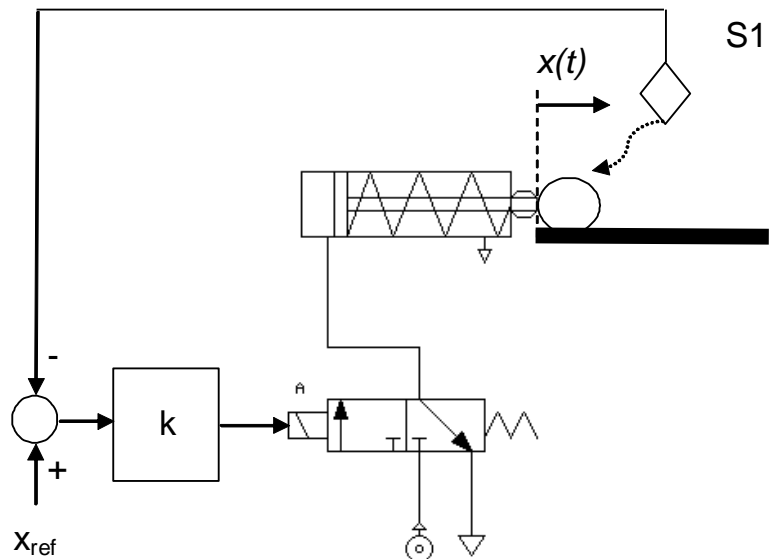 S1
x(t)
A
-
k
+
x_ref